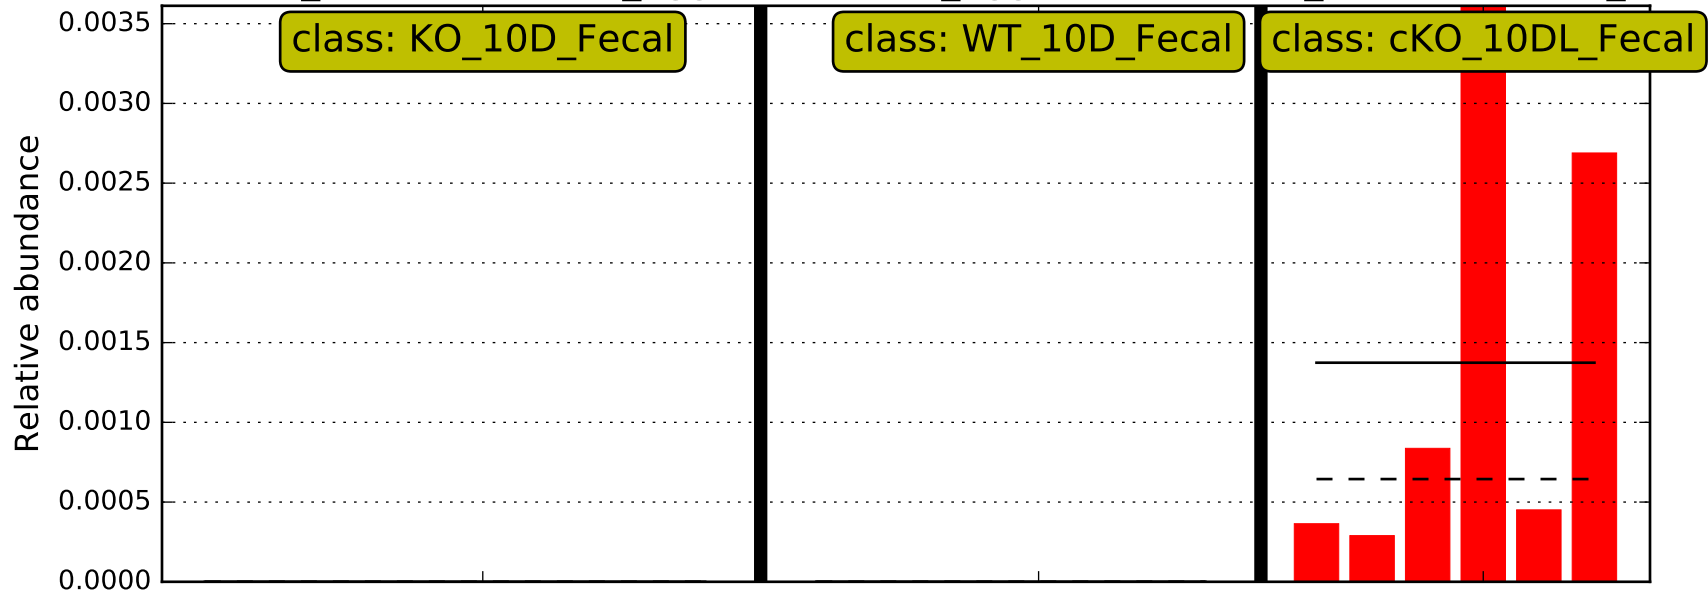 class: KO_10D_Fecal
class: WT_10D_Fecal
class: cKO_10DL_Fecal
Relative abundance
0.0035
0.0030
0.0025
0.0020
0.0015
0.0010
0.0005
0.0000